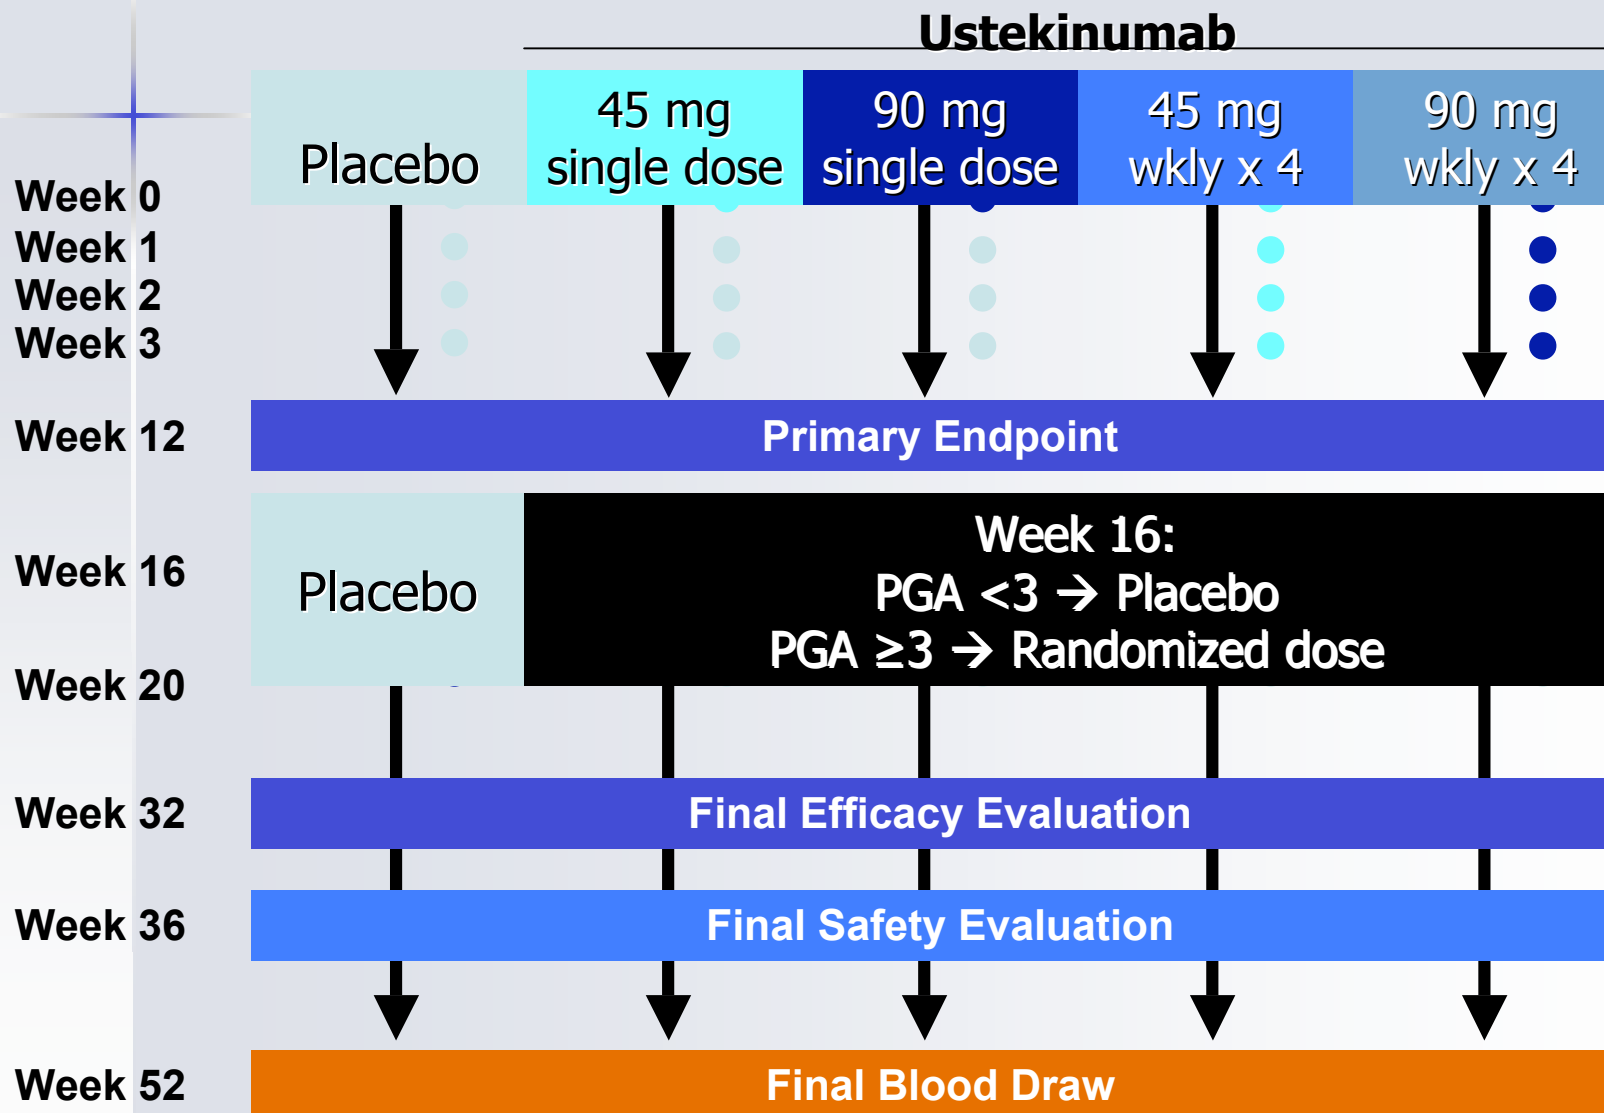 Ustekinumab
Placebo
45 mg
single dose
90 mg
single dose
45 mg
wkly x 4
90 mg
wkly x 4
Week 0
Week 1
Week 2
Week 3
Week 12
Primary Endpoint
Week 16
Placebo
Week 16:
PGA <3 → Placebo
PGA ≥3 → Randomized dose
Week 20
Week 32
Final Efficacy Evaluation
Week 36
Final Safety Evaluation
Week 52
Final Blood Draw